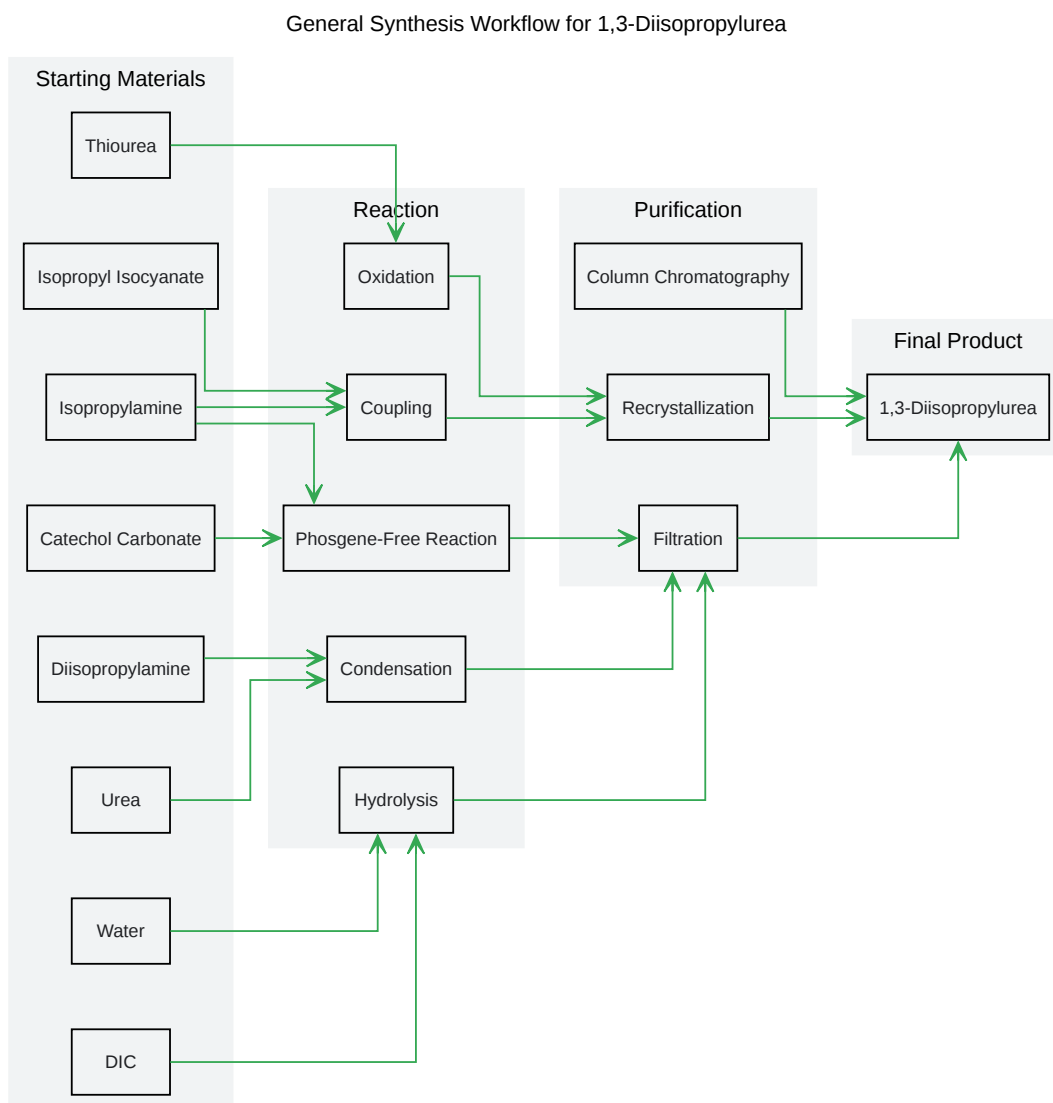 General Synthesis Workflow for 1,3-Diisopropylurea
Starting Materials
Thiourea
Isopropyl Isocyanate
Isopropylamine
Catechol Carbonate
Diisopropylamine
Urea
Water
DIC
Reaction
Oxidation
Coupling
Phosgene-Free Reaction
Condensation
Hydrolysis
Purification
Column Chromatography
Recrystallization
Filtration
Final Product
1,3-Diisopropylurea